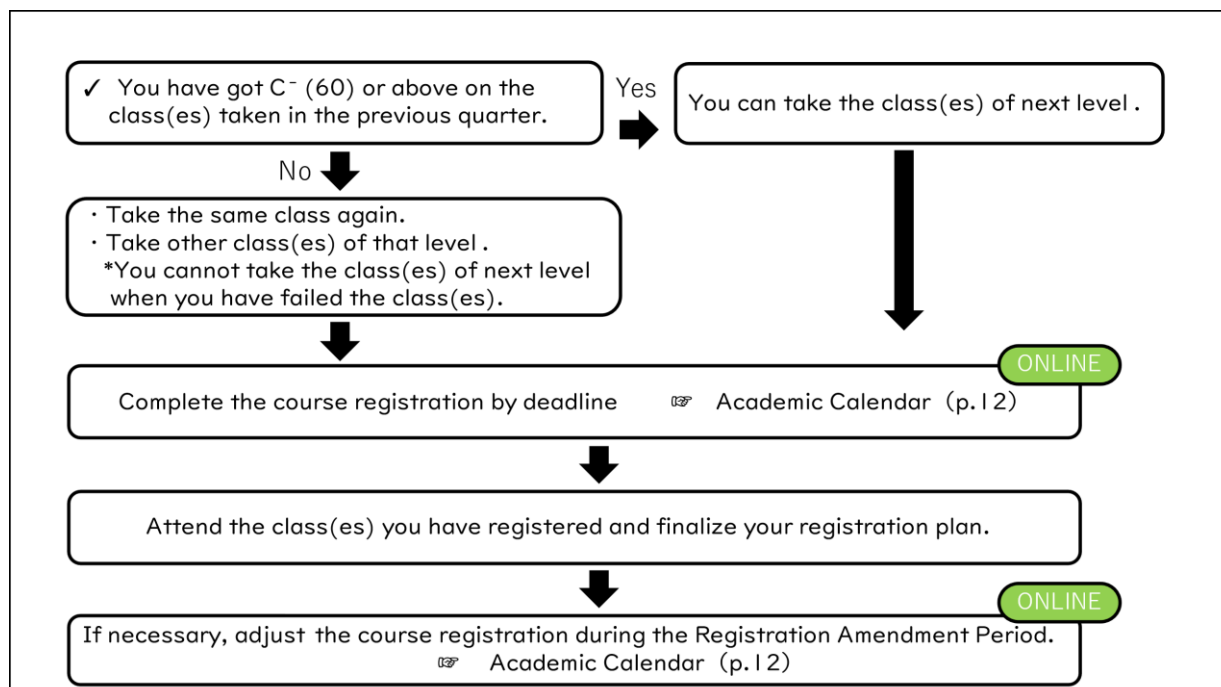 ✓ You have got C⁻ (60) or above on the
class(es) taken in the previous quarter.
Yes
You can take the class(es) of next level.
No
・Take the same class again.
・Take other class(es) of that level.
*You cannot take the class(es) of next level
when you have failed the class(es).
ONLINE
Complete the course registration by deadline ☞ Academic Calendar (p.12)
Attend the class(es) you have registered and finalize your registration plan.
ONLINE
If necessary, adjust the course registration during the Registration Amendment Period.
☞ Academic Calendar (p.12)